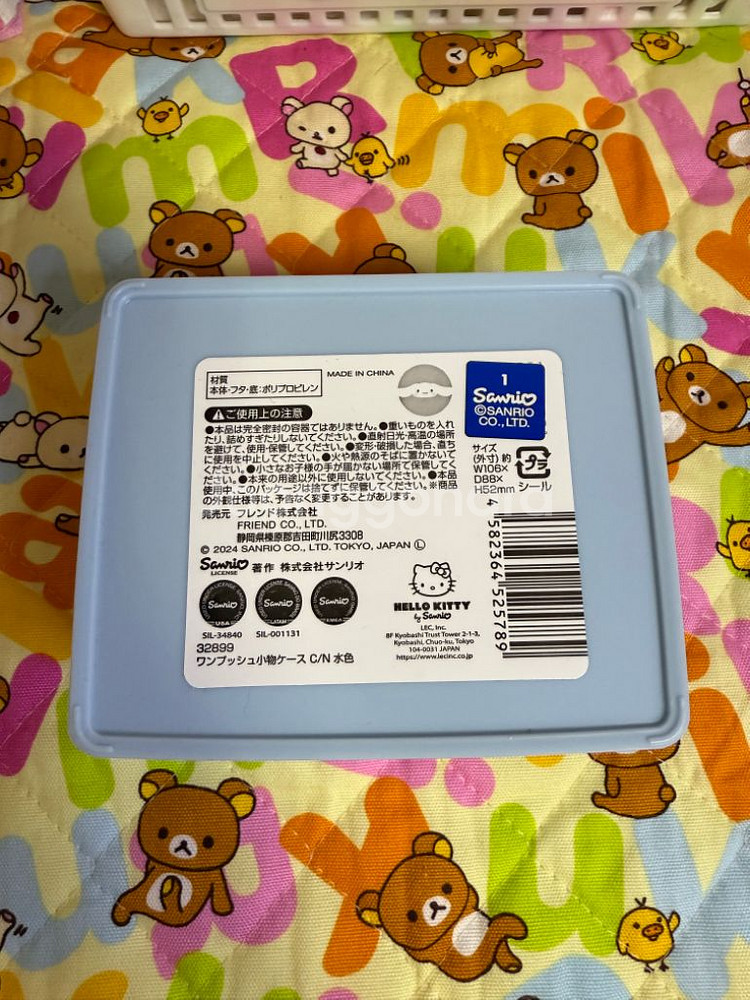 材質
本体・フタ・底:ポリプロピレン
MADE IN CHINA
1
Sanrio
©SANRIO
CO.,LTD.
⚠ご使用上の注意
●本品は完全密封の容器ではありません。●重いものを入れ
たり、詰めすぎたりしないでください。●直射日光・高温の場所
を避けて、使用・保管してください。●変形・破損した場合、直ち
に使用を中止してください。●火や熱源のそばに置かないで
ください。●小さなお子様の手が届かない場所で保管してく
ださい。●本来の用途以外に使用しないでください。●本品
使用中、このパッケージは捨てずに保管してください。※商品
の外観仕様等は、予告なく変更することがあります。
サイズ
(外寸)約
W106×
D88×
H52mm
プラ
シール
発売元 フレンド株式会社
FRIEND CO., LTD.
静岡県榛原郡吉田町川尻3308
© 2024 SANRIO CO., LTD. TOKYO, JAPAN Ⓛ
Sanrio
LICENSE
著作 株式会社サンリオ
Sanrio
USA
Sanrio
LATAM
Sanrio
EMEA
SIL-34840
SIL-001131
32899
ワンプッシュ小物ケース C/N 水色
HELLO KITTY
by Sanrio
LEC, Inc.
8F Kyobashi Trust Tower 2-1-3,
Kyobashi, Chuo-ku, Tokyo
104-0031 JAPAN
https://www.lecinc.co.jp
4 582364 525789